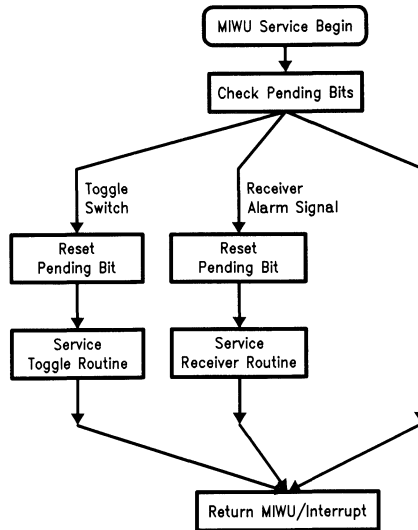 MIWU Service Begin
Check Pending Bits
Toggle
Switch
Receiver
Alarm Signal
Reset
Pending Bit
Reset
Pending Bit
Service
Toggle Routine
Service
Receiver Routine
Return MIWU/Interrupt